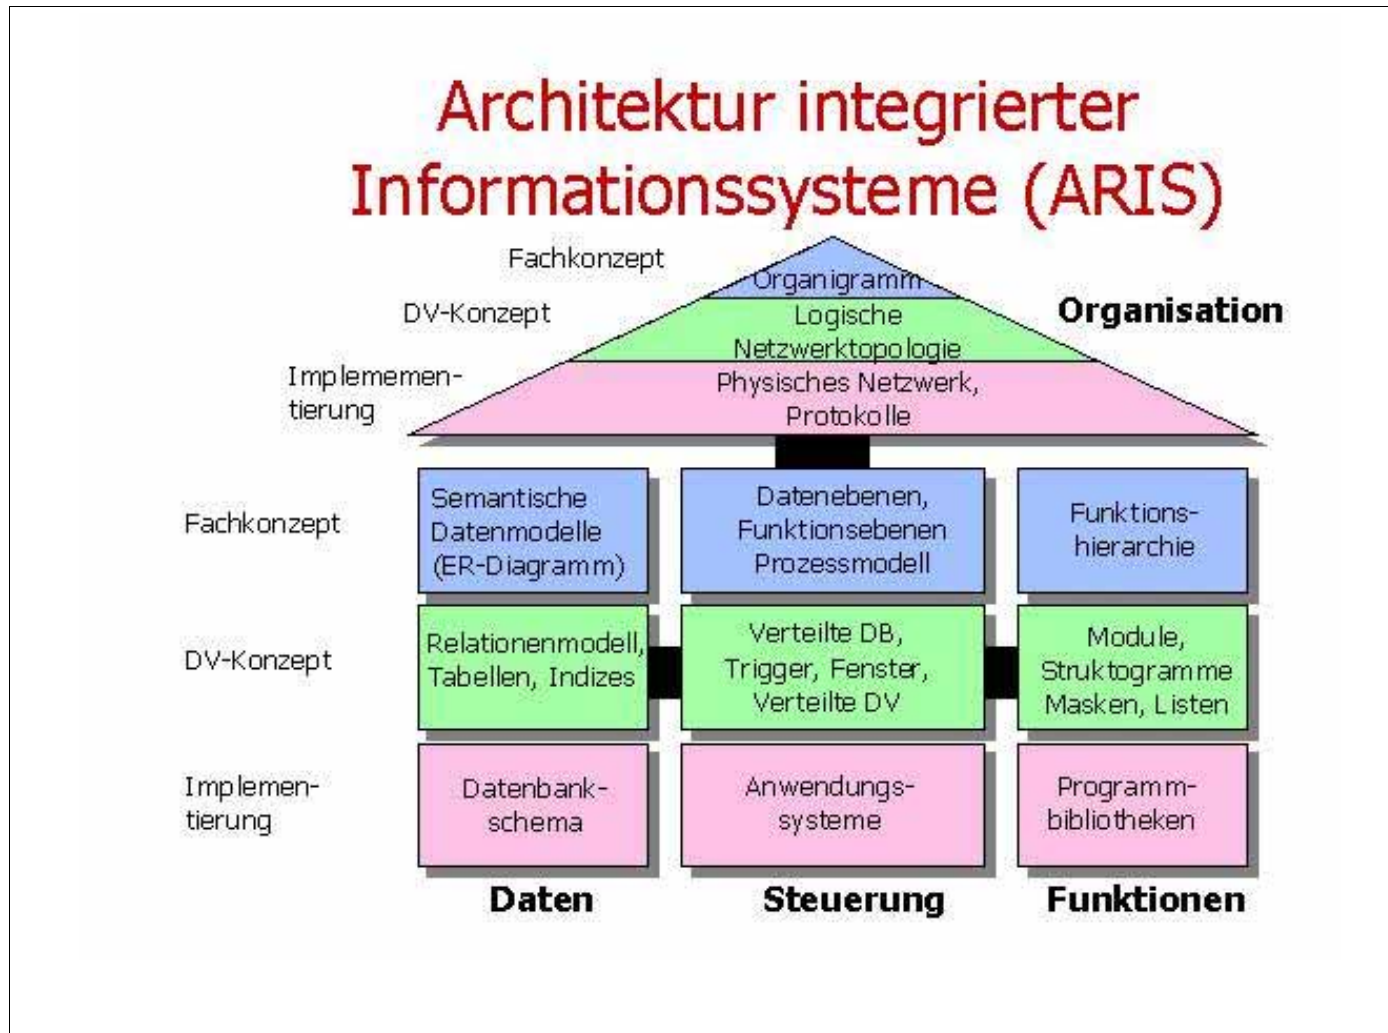 Architektur integrierter
Informationssysteme (ARIS)
Fachkonzept
Organigramm
DV-Konzept
Logische
Netzwerktopologie
Organisation
Implememen-
tierung
Physisches Netzwerk,
Protokolle
Fachkonzept
Semantische
Datenmodelle
(ER-Diagramm)
Datenebenen,
Funktionsebenen
Prozessmodell
Funktions-
hierarchie
DV-Konzept
Relationenmodell,
Tabellen, Indizes
Verteilte DB,
Trigger, Fenster,
Verteilte DV
Module,
Struktogramme
Masken, Listen
Implemen-
tierung
Datenbank-
schema
Anwendungs-
systeme
Programm-
bibliotheken
Daten
Steuerung
Funktionen